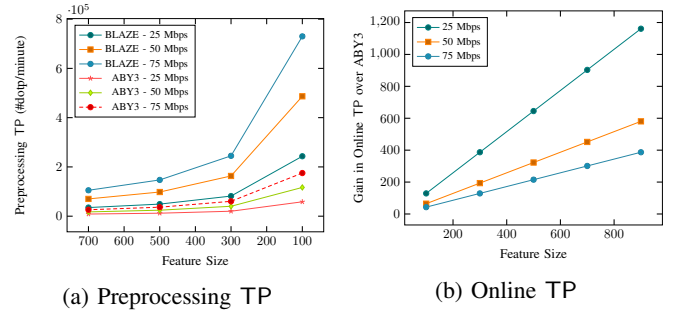 ·10^5
8
6
4
2
0
700 600 500 400 300 200 100
Preprocessing TP (#dotp/minute)
Feature Size
BLAZE - 25 Mbps
BLAZE - 50 Mbps
BLAZE - 75 Mbps
ABY3 - 25 Mbps
ABY3 - 50 Mbps
ABY3 - 75 Mbps
(a) Preprocessing TP
1,200
1,000
800
600
400
200
0
200 400 600 800
Gain in Online TP over ABY3
Feature Size
25 Mbps
50 Mbps
75 Mbps
(b) Online TP